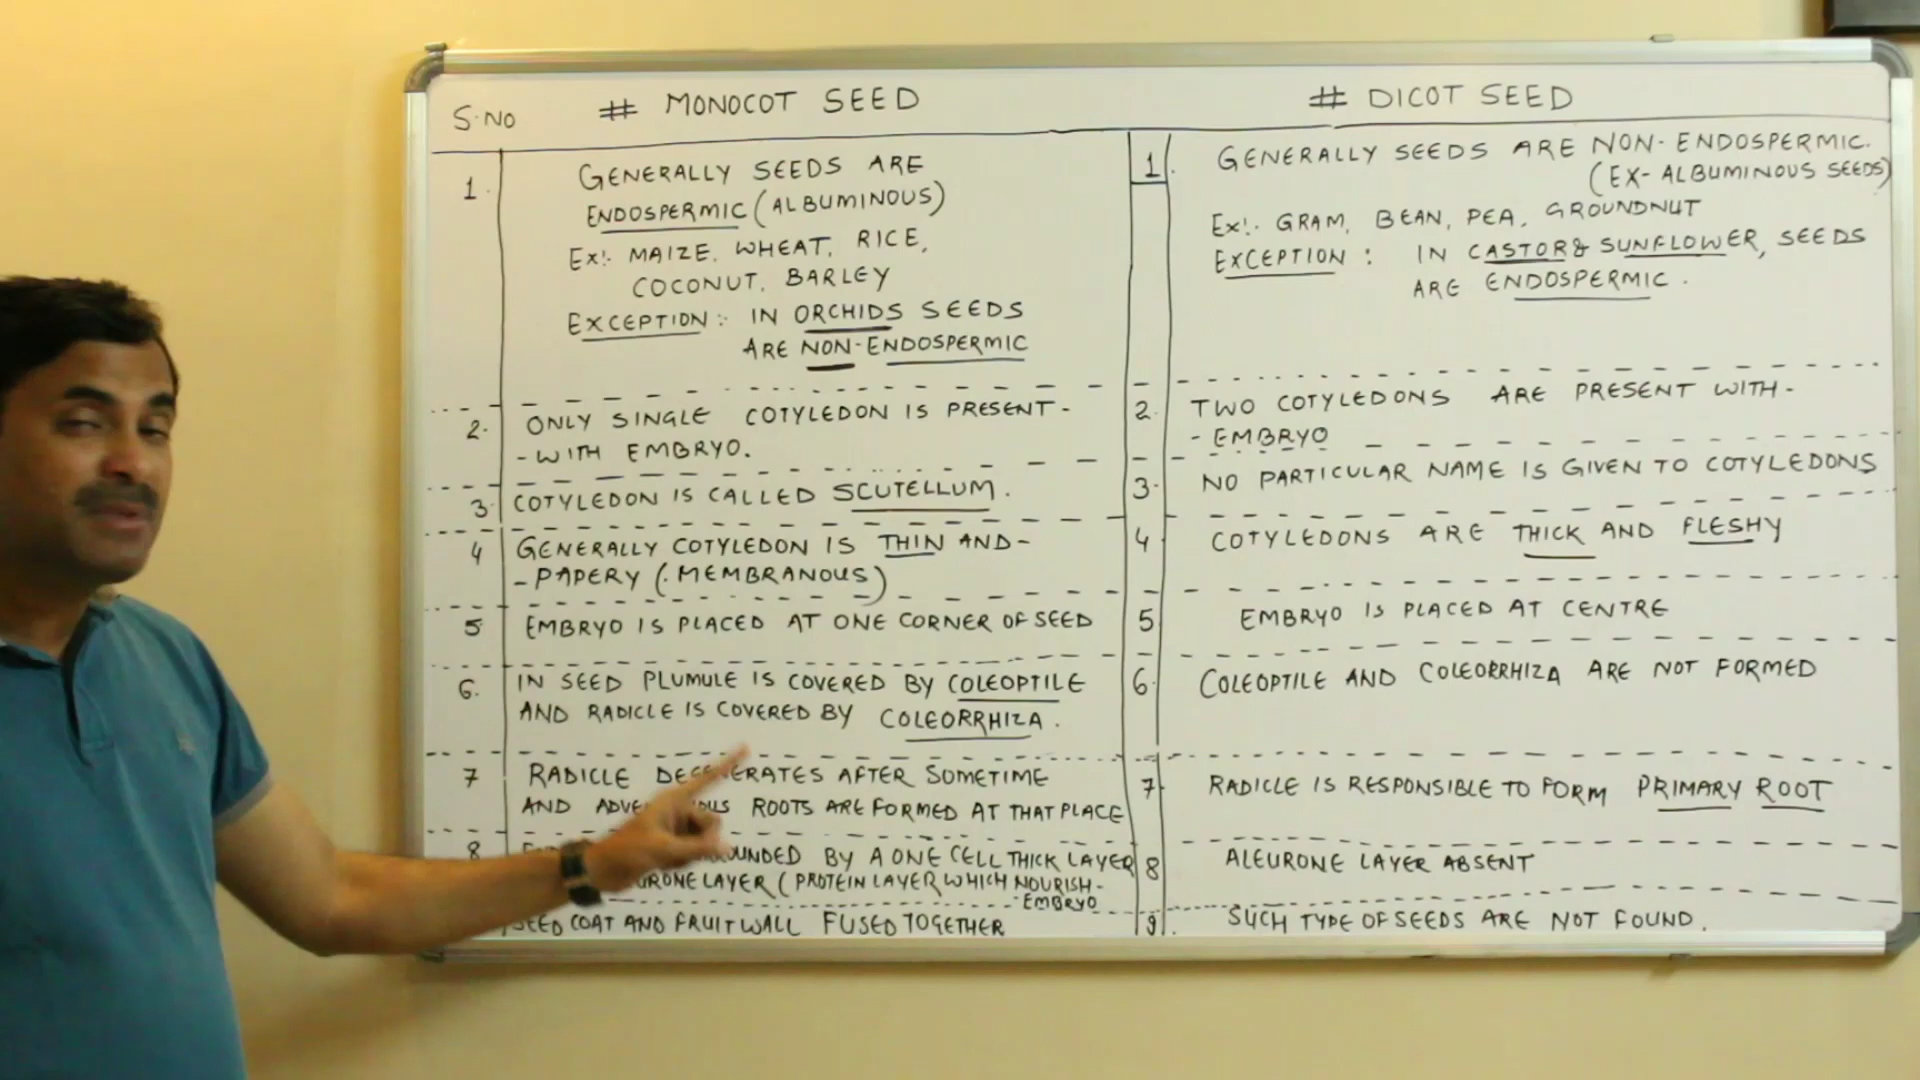 S.NO # MONOCOT SEED
1. GENERALLY SEEDS ARE
ENDOSPERMIC (ALBUMINOUS)
EX:- MAIZE, WHEAT, RICE,
COCONUT, BARLEY
EXCEPTION:- IN ORCHIDS SEEDS
ARE NON-ENDOSPERMIC
2. ONLY SINGLE COTYLEDON IS PRESENT-
-WITH EMBRYO.
3. COTYLEDON IS CALLED SCUTELLUM.
4 GENERALLY COTYLEDON IS THIN AND-
-PAPERY (MEMBRANOUS)
5 EMBRYO IS PLACED AT ONE CORNER OF SEED
6. IN SEED PLUMULE IS COVERED BY COLEOPTILE
AND RADICLE IS COVERED BY COLEORRHIZA.
7 RADICLE AFTER SOMETIME
AND ROOTS ARE FORMED AT THAT PLACE
8 BY A ONE CELL THICK LAYER
LAYER (PROTEIN LAYER WHICH NOURISH-
-EMBRYO
SEED COAT AND FRUIT WALL FUSED TOGETHER
# DICOT SEED
1. GENERALLY SEEDS ARE NON-ENDOSPERMIC.
(EX-ALBUMINOUS SEEDS)
EX:- GRAM, BEAN, PEA, GROUNDNUT
EXCEPTION: IN CASTOR & SUNFLOWER, SEEDS
ARE ENDOSPERMIC.
2. TWO COTYLEDONS ARE PRESENT WITH-
-EMBRYO
3. NO PARTICULAR NAME IS GIVEN TO COTYLEDONS
4 COTYLEDONS ARE THICK AND FLESHY
5 EMBRYO IS PLACED AT CENTRE
6. COLEOPTILE AND COLEORRHIZA ARE NOT FORMED
7. RADICLE IS RESPONSIBLE TO FORM PRIMARY ROOT
8 ALEURONE LAYER ABSENT
9. SUCH TYPE OF SEEDS ARE NOT FOUND.